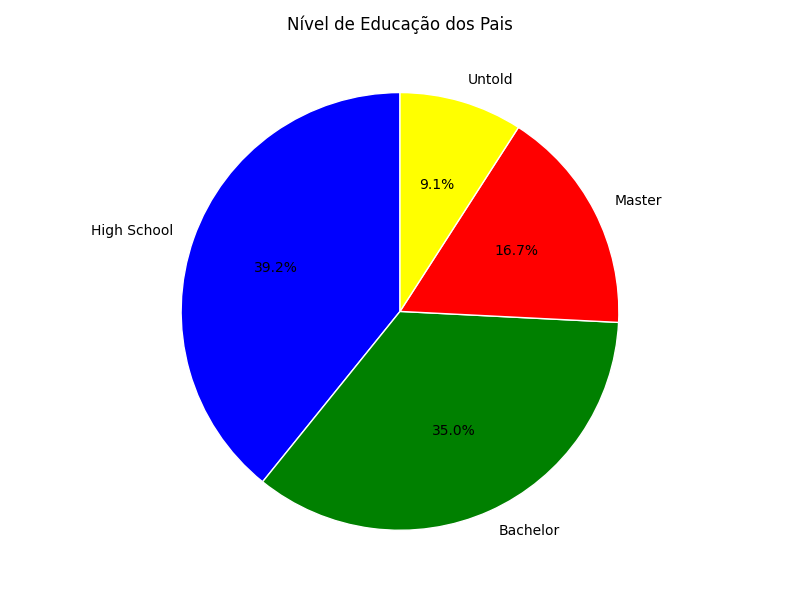 Nível de Educação dos Pais
Untold
9.1%
Master
High School
16.7%
39.2%
35.0%
Bachelor